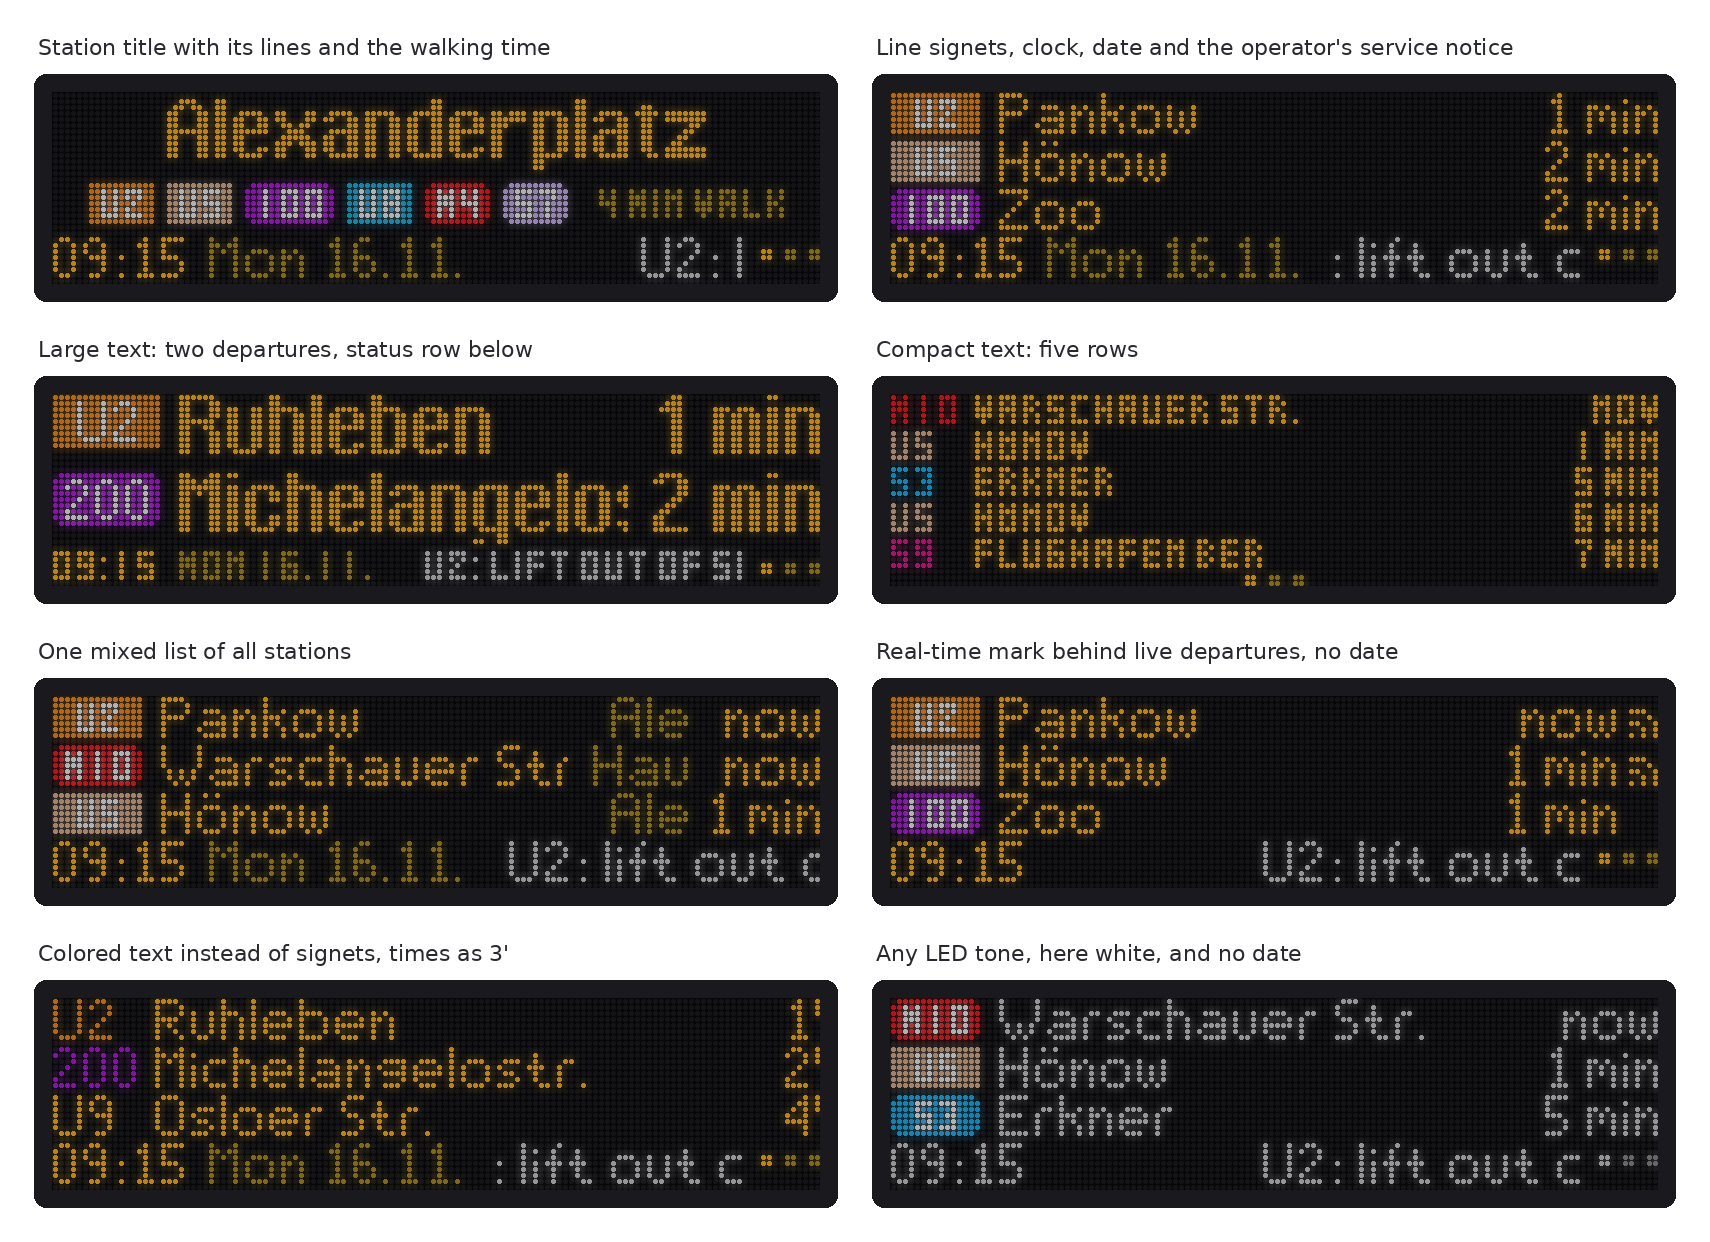 Station title with its lines and the walking time
Alexanderplatz
U2 U5 100 U8 M4 S7 4 MIN WALK
09:15 Mon 16.11. U2: l
Line signets, clock, date and the operator's service notice
U2 Pankow 1 min
U5 Hönow 2 min
100 Zoo 2 min
09:15 Mon 16.11. : lift out c
Large text: two departures, status row below
U2 Ruhleben 1 min
200 Michelangelo 2 min
09:15 MON 16.11. U2: LIFT OUT OF S
Compact text: five rows
M10 WARSCHAUER STR. NOW
U5 HÖNOW 1 MIN
S3 ERKNER 5 MIN
U5 HÖNOW 6 MIN
S9 FLUGHAFEN BER 7 MIN
One mixed list of all stations
U2 Pankow Ale now
M10 Warschauer Str Hau now
U5 Hönow Ale 1 min
09:15 Mon 16.11. U2: lift out c
Real-time mark behind live departures, no date
U2 Pankow now
U5 Hönow 1 min
100 Zoo 1 min
09:15 U2: lift out c
Colored text instead of signets, times as 3'
U2 Ruhleben 1'
200 Michelangelostr. 2'
U9 Osloer Str. 4'
09:15 Mon 16.11. : lift out c
Any LED tone, here white, and no date
M10 Warschauer Str. now
U5 Hönow 1 min
S3 Erkner 5 min
09:15 U2: lift out c